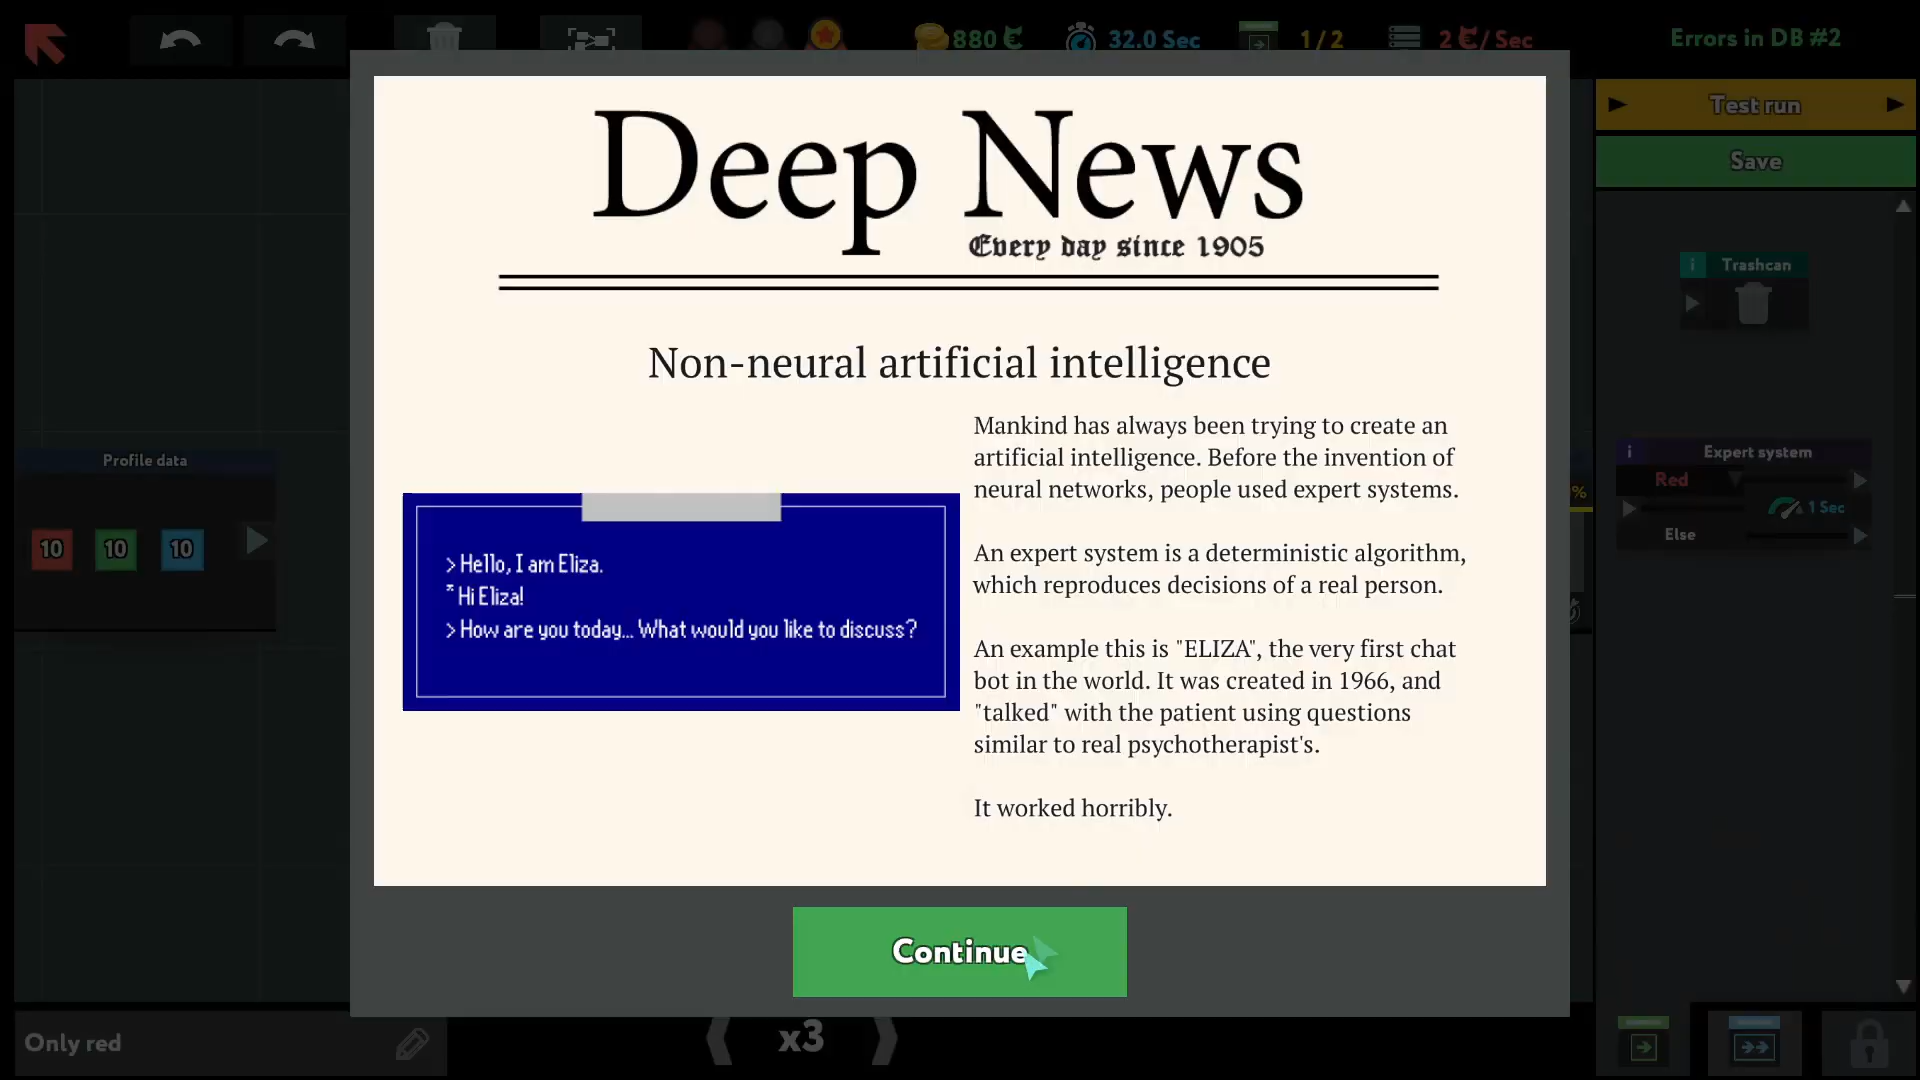 880 €
32.0 Sec
1/2
2 €/ Sec
Errors in DB #2
Test run
Save
Deep News
Every day since 1905
Non-neural artificial intelligence
Mankind has always been trying to create an
artificial intelligence. Before the invention of
neural networks, people used expert systems.
An expert system is a deterministic algorithm,
which reproduces decisions of a real person.
An example this is "ELIZA", the very first chat
bot in the world. It was created in 1966, and
"talked" with the patient using questions
similar to real psychotherapist's.
It worked horribly.
>Hello, I am Eliza.
*Hi Eliza!
>How are you today... What would you like to discuss?
Profile data
10 10 10
i Trashcan
i Expert system
Red
%
1 Sec
Else
Continue
Only red
x3